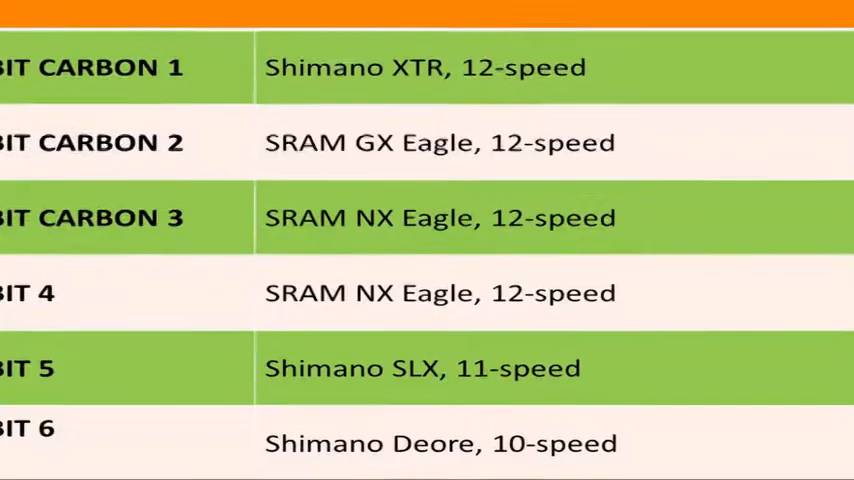 BIT CARBON 1 Shimano XTR, 12-speed
BIT CARBON 2 SRAM GX Eagle, 12-speed
BIT CARBON 3 SRAM NX Eagle, 12-speed
BIT 4 SRAM NX Eagle, 12-speed
BIT 5 Shimano SLX, 11-speed
BIT 6 Shimano Deore, 10-speed